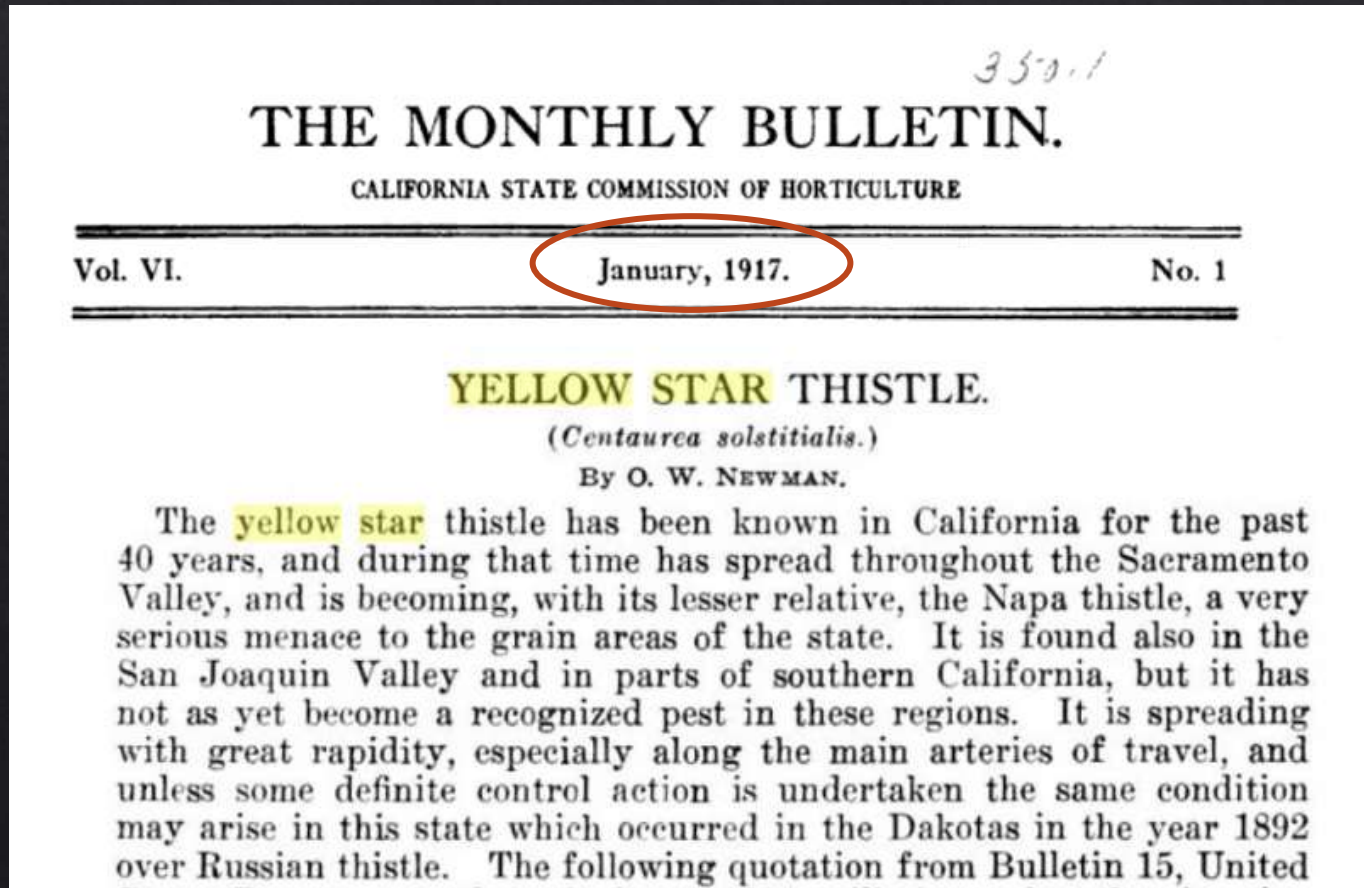 350.1
THE MONTHLY BULLETIN.
CALIFORNIA STATE COMMISSION OF HORTICULTURE
Vol. VI. January, 1917. No. 1
YELLOW STAR THISTLE.
(Centaurea solstitialis.)
By O. W. NEWMAN.
The yellow star thistle has been known in California for the past
40 years, and during that time has spread throughout the Sacramento
Valley, and is becoming, with its lesser relative, the Napa thistle, a very
serious menace to the grain areas of the state. It is found also in the
San Joaquin Valley and in parts of southern California, but it has
not as yet become a recognized pest in these regions. It is spreading
with great rapidity, especially along the main arteries of travel, and
unless some definite control action is undertaken the same condition
may arise in this state which occurred in the Dakotas in the year 1892
over Russian thistle. The following quotation from Bulletin 15, United